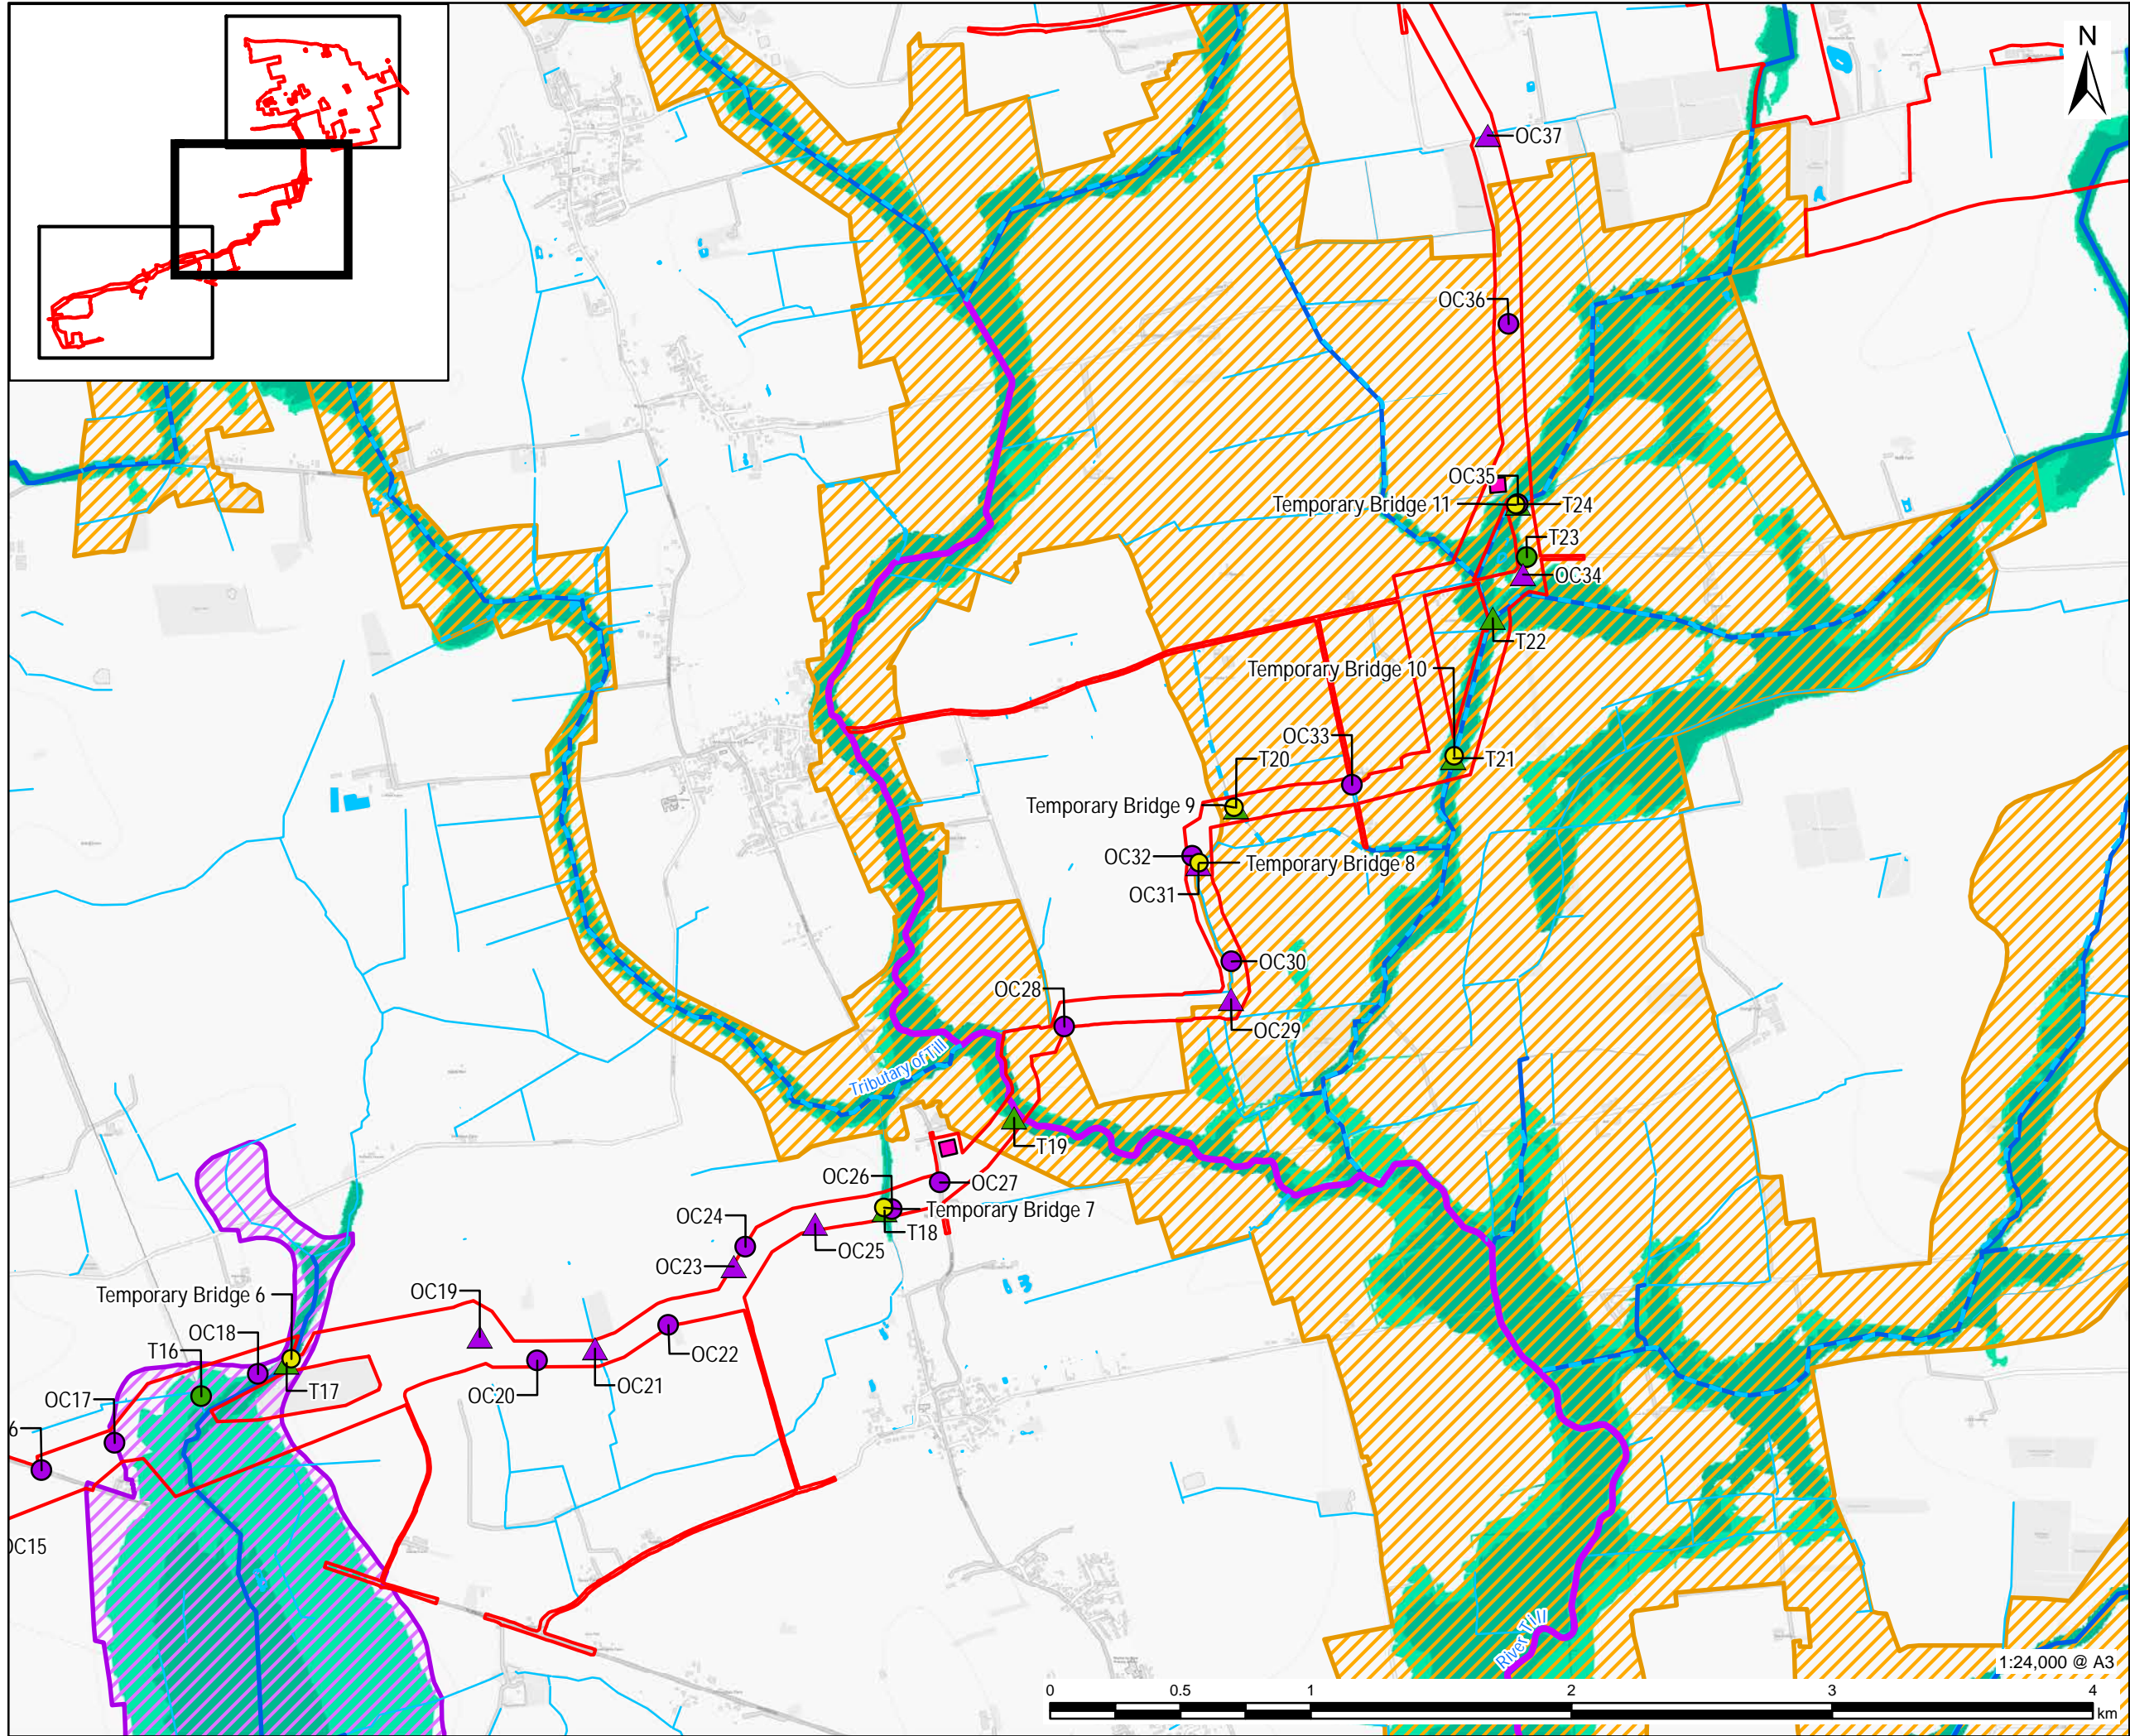 N
OC37
OC36
OC35
Temporary Bridge 11
T24
T23
OC34
T22
Temporary Bridge 10
OC33
T20
T21
Temporary Bridge 9
OC32
Temporary Bridge 8
OC31
OC30
OC28
OC29
Tributary of Till
T19
OC26
OC27
OC24
Temporary Bridge 7
T18
OC25
OC23
Temporary Bridge 6
OC19
OC18
T16
OC22
OC17
T17
OC21
OC20
6
OC15
River Till
1:24,000 @ A3
0 0.5 1 2 3 4
km